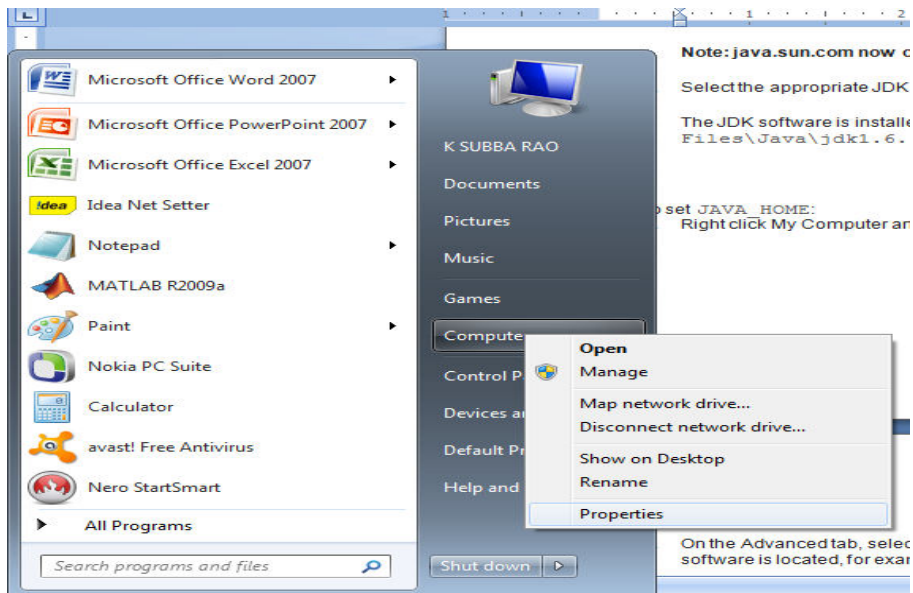 L
1 1 2
Note: java.sun.com now
Select the appropriate JDK
The JDK software is installe
Files\Java\jdk1.6.
set JAVA_HOME:
Right click My Computer an
On the Advanced tab, selec
software is located, for exa
Microsoft Office Word 2007
Microsoft Office PowerPoint 2007
Microsoft Office Excel 2007
!dea Idea Net Setter
Notepad
MATLAB R2009a
Paint
Nokia PC Suite
Calculator
avast! Free Antivirus
Nero StartSmart
All Programs
Search programs and files
K SUBBA RAO
Documents
Pictures
Music
Games
Compute
Control P
Devices a
Default Pr
Help and
Shut down
Open
Manage
Map network drive...
Disconnect network drive...
Show on Desktop
Rename
Properties